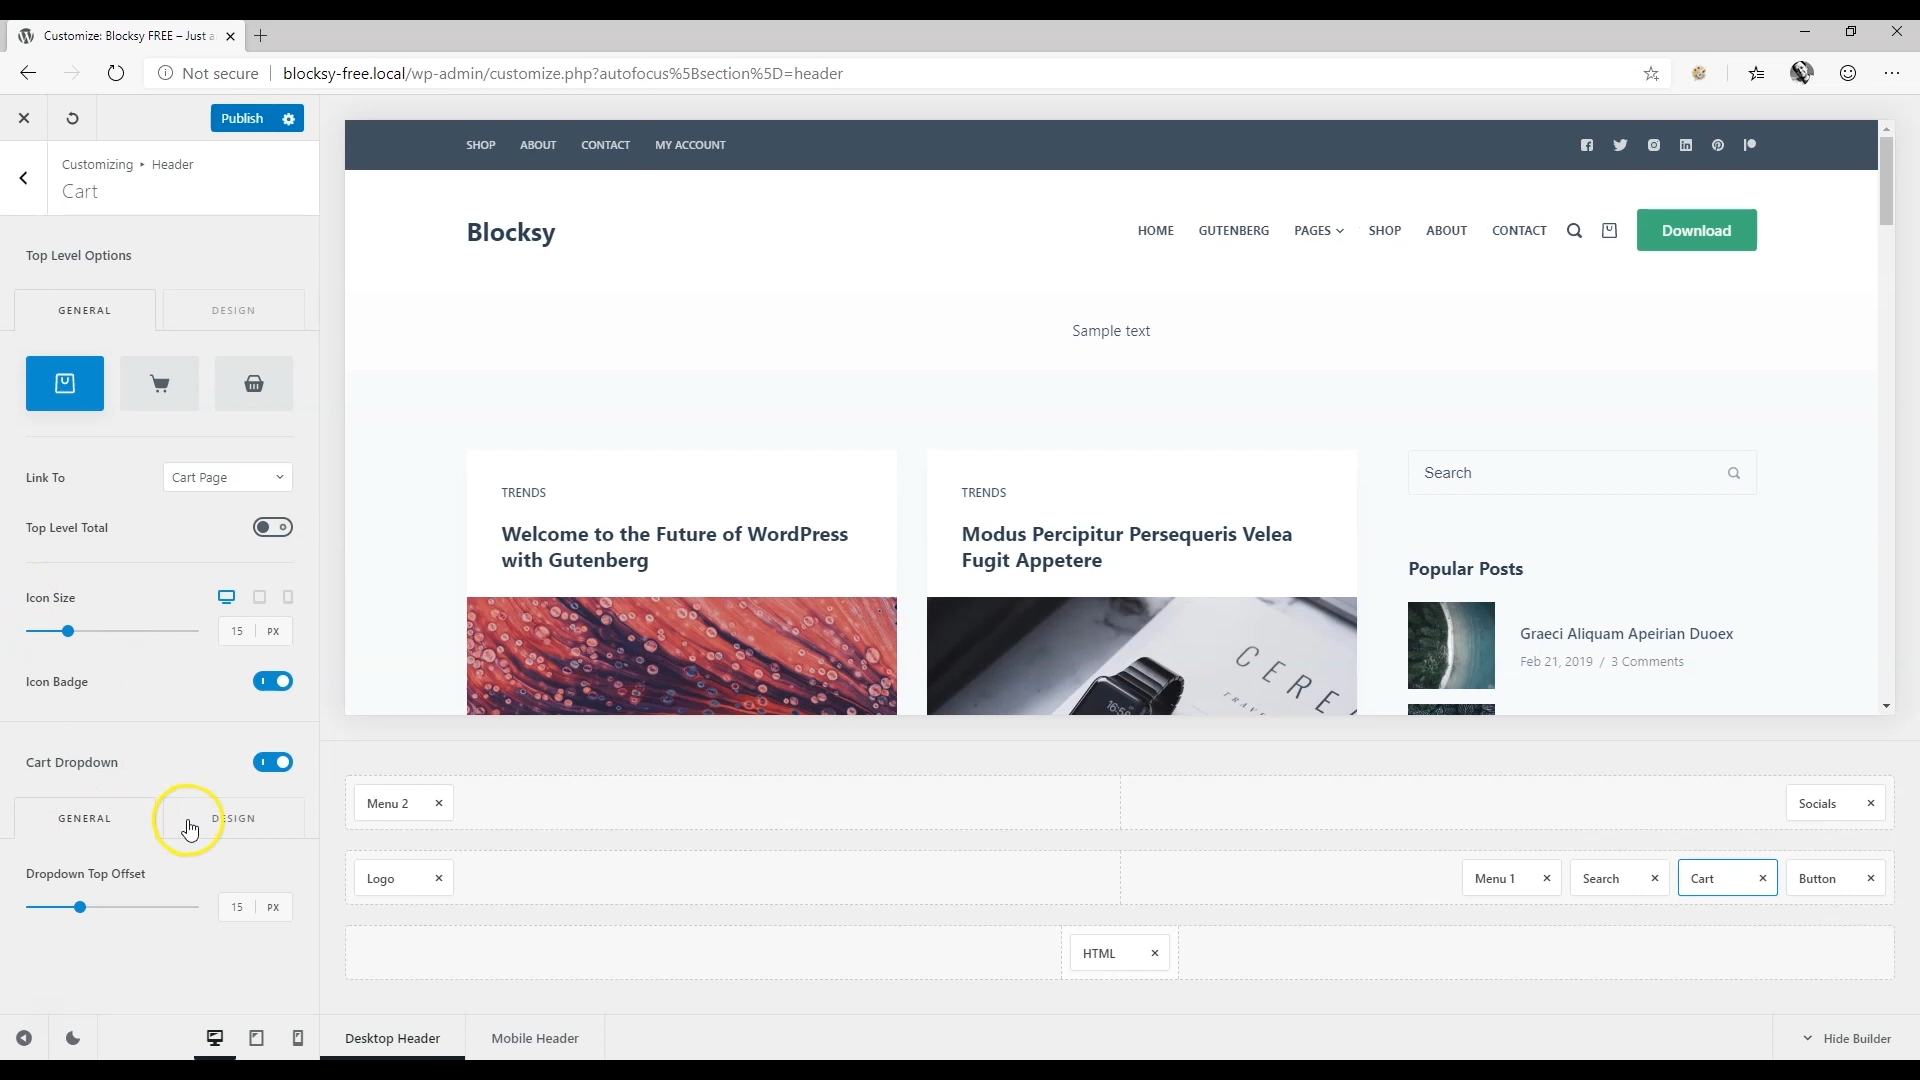 Customize: Blocksy FREE – Just a
Not secure
blocksy-free.local/wp-admin/customize.php?autofocus%5Bsection%5D=header
Publish
Customizing ▸ Header
Cart
Top Level Options
GENERAL
DESIGN
Link To
Cart Page
Top Level Total
Icon Size
15
PX
Icon Badge
Cart Dropdown
GENERAL
DESIGN
Dropdown Top Offset
15
PX
SHOP
ABOUT
CONTACT
MY ACCOUNT
Blocksy
HOME
GUTENBERG
PAGES
SHOP
ABOUT
CONTACT
Download
Sample text
TRENDS
Welcome to the Future of WordPress
with Gutenberg
TRENDS
Modus Percipitur Persequeris Velea
Fugit Appetere
CERE
Search
Popular Posts
Graeci Aliquam Apeirian Duoex
Feb 21, 2019 / 3 Comments
Menu 2
Socials
Logo
Menu 1
Search
Cart
Button
HTML
Desktop Header
Mobile Header
Hide Builder